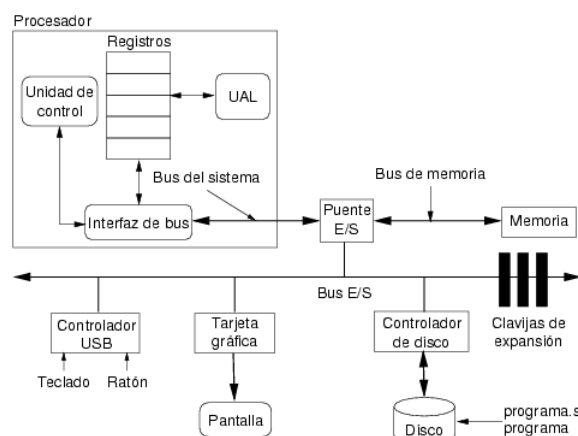 Procesador
Registros
Unidad de
control
UAL
Bus del sistema
Bus de memoria
Interfaz de bus
Puente
E/S
Memoria
Bus E/S
Controlador
USB
Tarjeta
gráfica
Controlador
de disco
Clavijas de
expansión
Teclado
Ratón
Pantalla
Disco
programa.s
programa